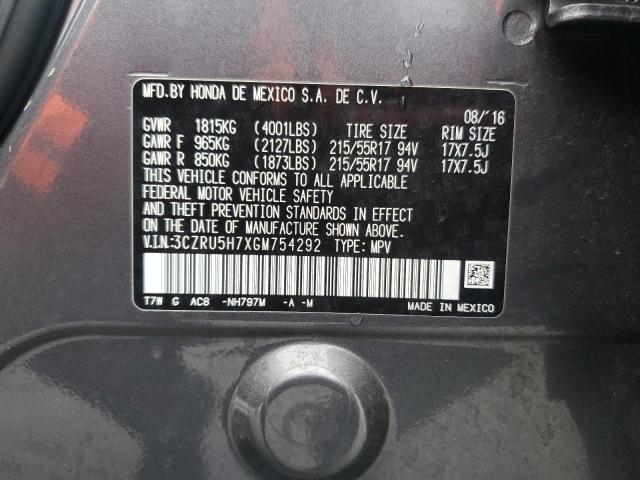 MFD.BY HONDA DE MEXICO S.A. DE C.V.
08/'16
GVWR 1815KG (4001LBS) TIRE SIZE RIM SIZE
GAWR F 965KG (2127LBS) 215/55R17 94V 17X7.5J
GAWR R 850KG (1873LBS) 215/55R17 94V 17X7.5J
THIS VEHICLE CONFORMS TO ALL APPLICABLE
FEDERAL MOTOR VEHICLE SAFETY
AND THEFT PREVENTION STANDARDS IN EFFECT
ON THE DATE OF MANUFACTURE SHOWN ABOVE.
V.I.N:3CZRU5H7XGM754292 TYPE: MPV
T7W G AC8 -NH797M -A -M
MADE IN MEXICO